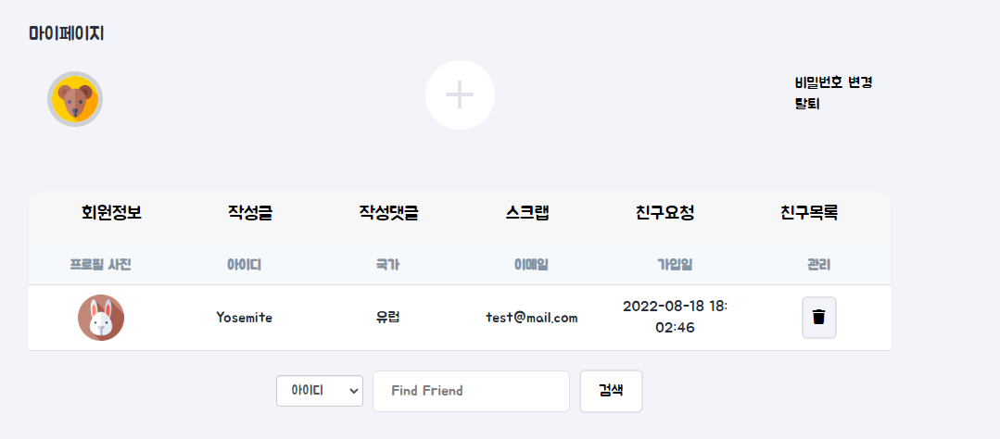 마이페이지
비밀번호 변경
탈퇴
회원정보 작성글 작성댓글 스크랩 친구요청 친구목록
프로필 사진 아이디 국가 이메일 가입일 관리
Yosemite 유럽 test@mail.com 2022-08-18 18:
02:46
아이디 Find Friend 검색